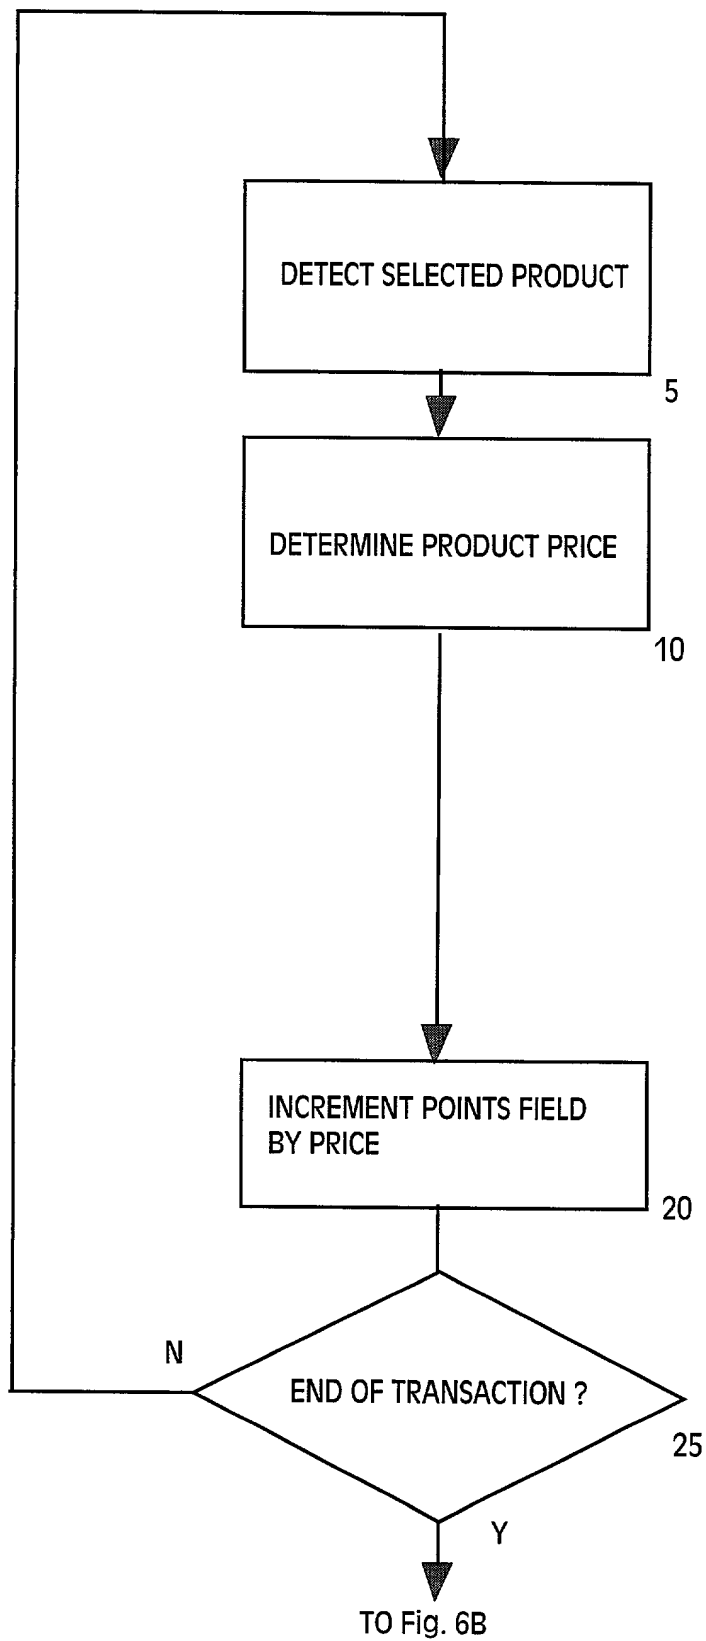 DETECT SELECTED PRODUCT
5
DETERMINE PRODUCT PRICE
10
INCREMENT POINTS FIELD
BY PRICE
20
N
END OF TRANSACTION ?
25
Y
TO Fig. 6B